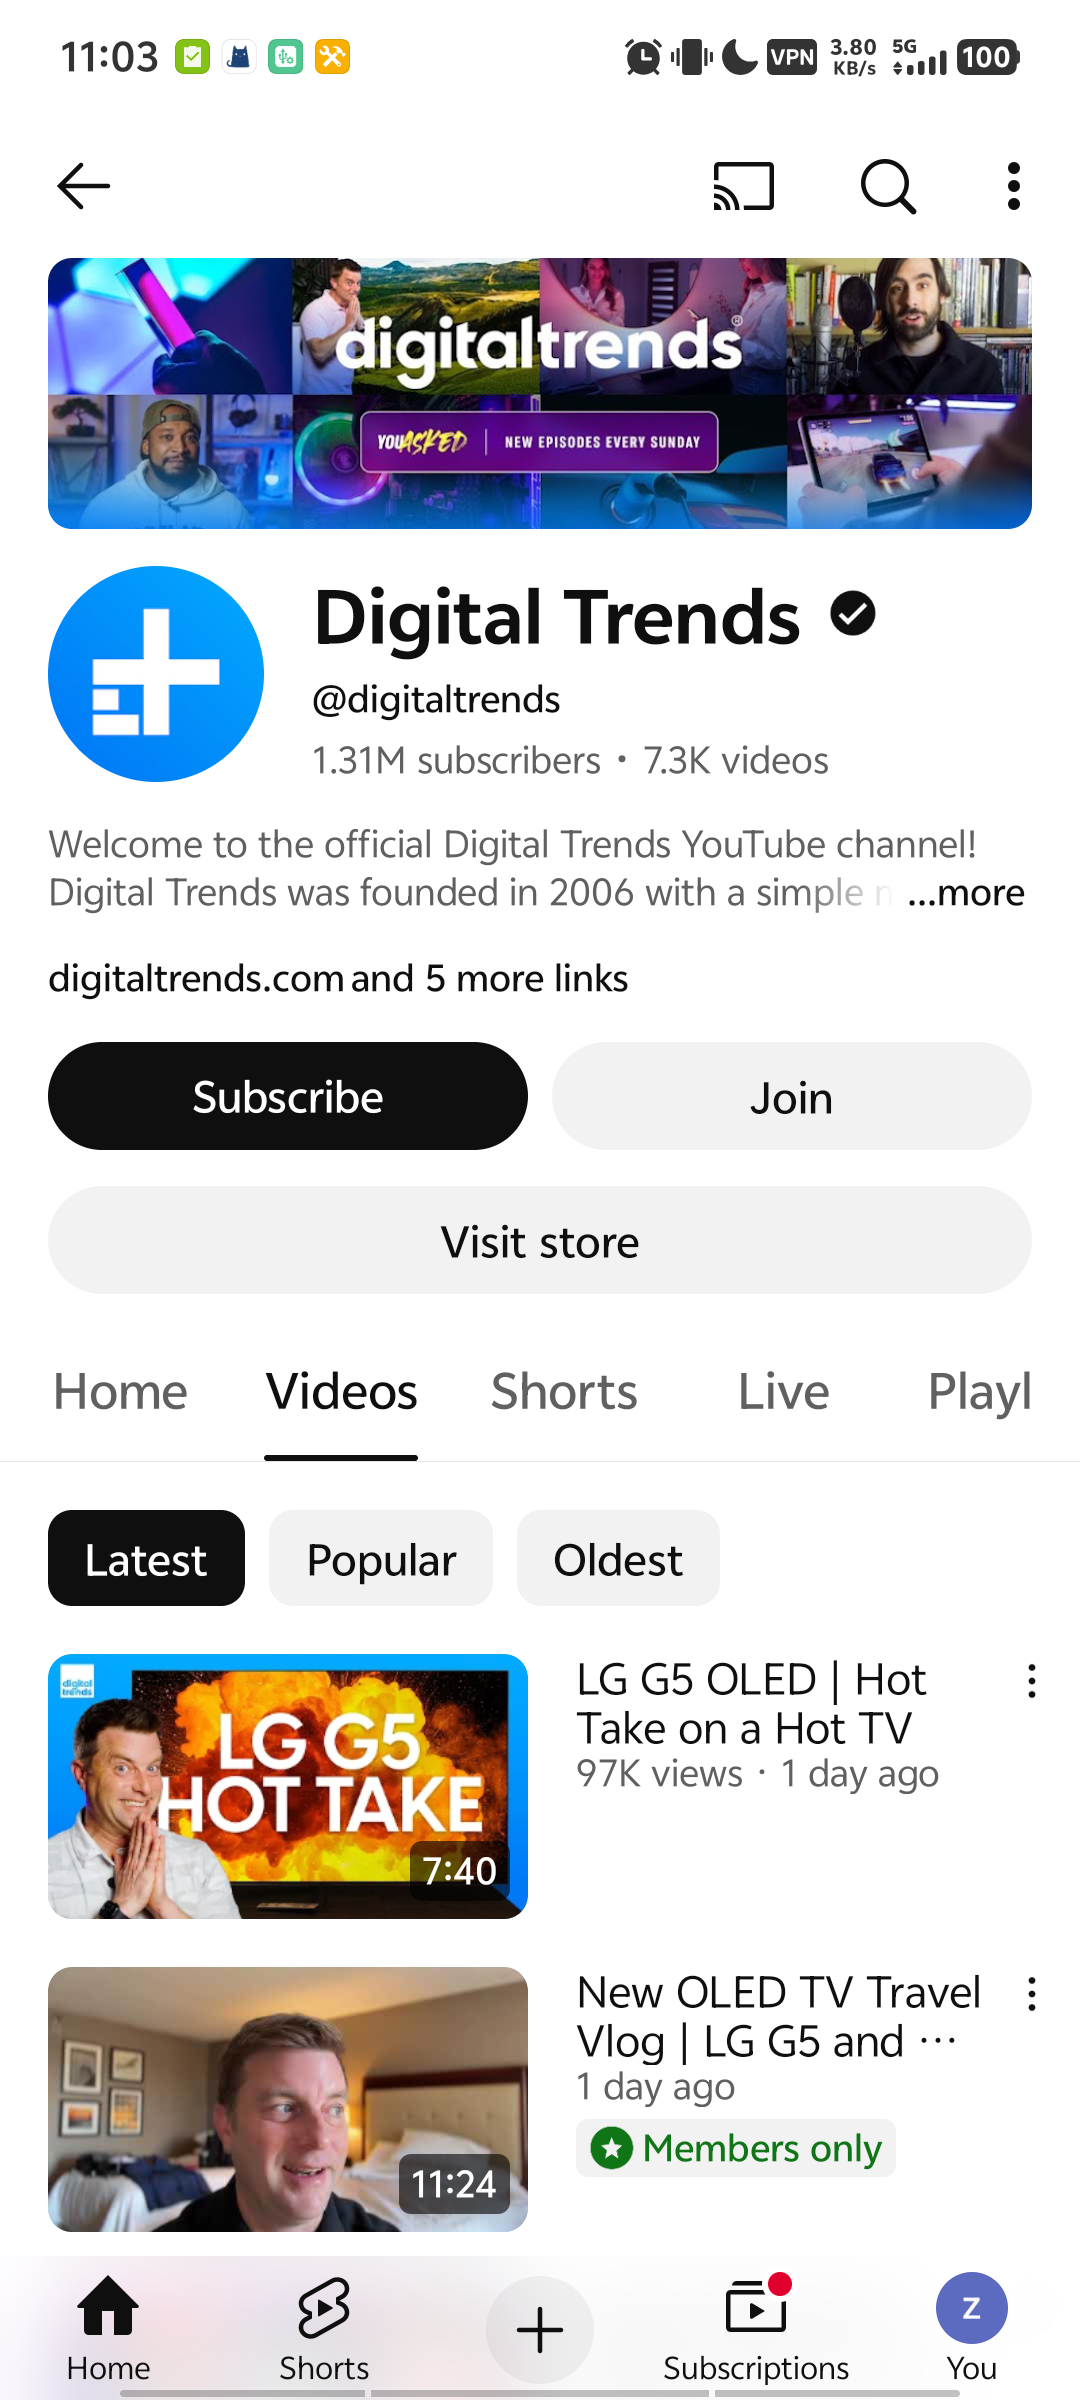 11:03
VPN
3.80
KB/s
5G
100
digitaltrends®
YOU ASKED
NEW EPISODES EVERY SUNDAY
Digital Trends
@digitaltrends
1.31M subscribers · 7.3K videos
Welcome to the official Digital Trends YouTube channel!
Digital Trends was founded in 2006 with a simple ...more
digitaltrends.com and 5 more links
Subscribe
Join
Visit store
Home
Videos
Shorts
Live
Playl
Latest
Popular
Oldest
digital
trends
LG G5
HOT TAKE
7:40
LG G5 OLED | Hot
Take on a Hot TV
97K views · 1 day ago
11:24
New OLED TV Travel
Vlog | LG G5 and ...
1 day ago
Members only
Home
Shorts
Subscriptions
Z
You